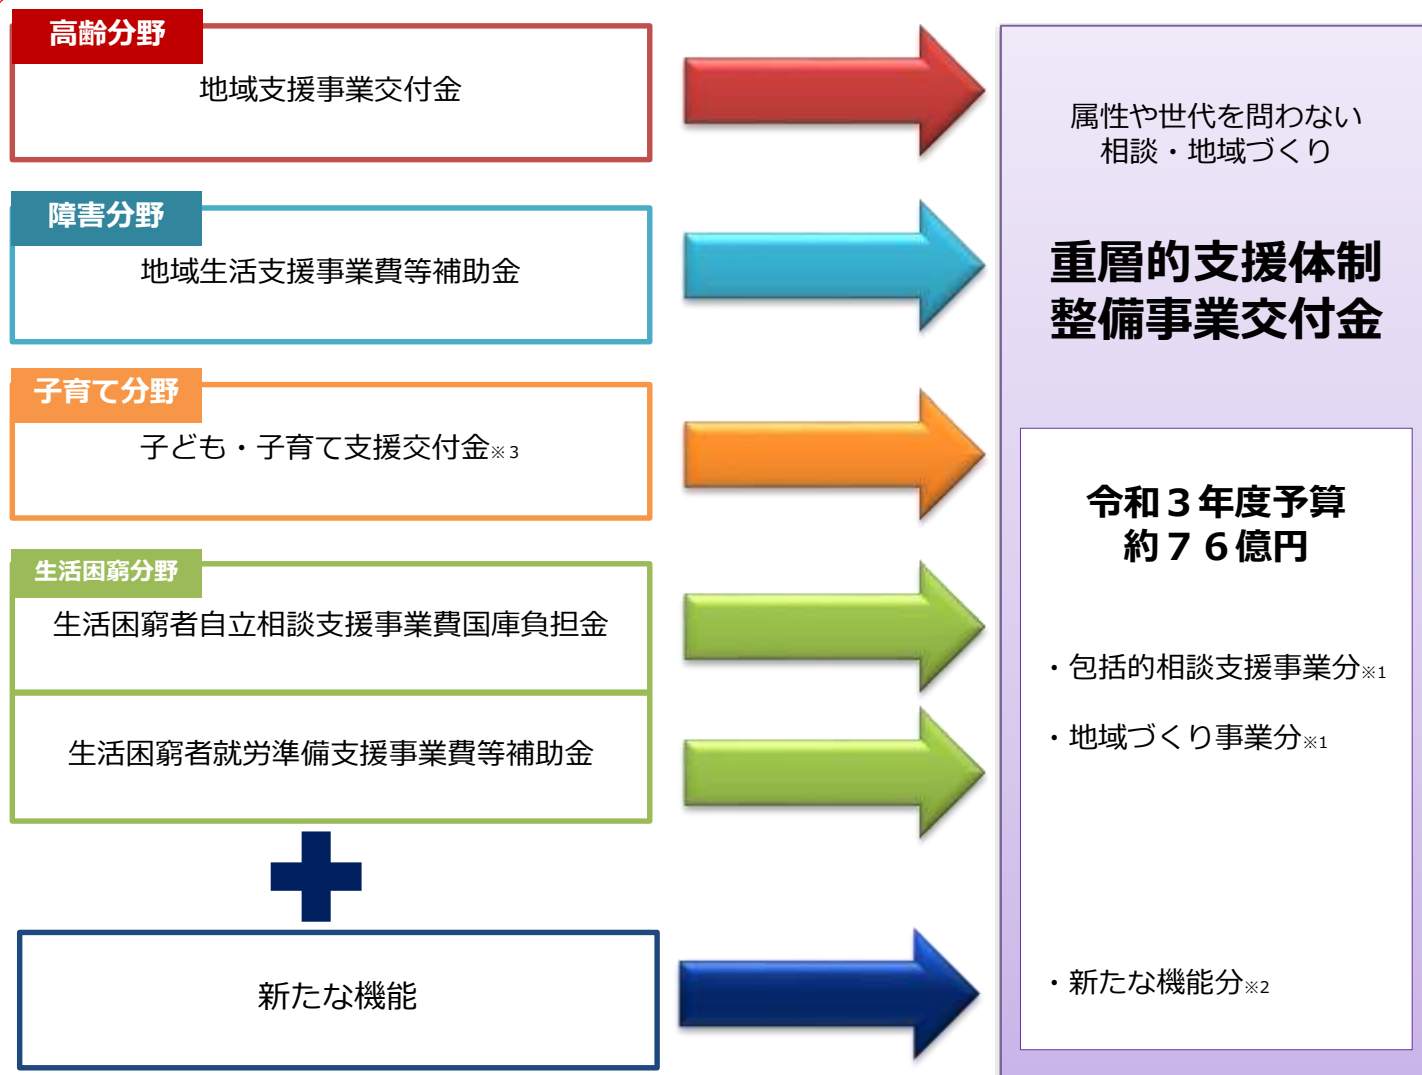 高齢分野
地域支援事業交付金
障害分野
地域生活支援事業費等補助金
子育て分野
子ども・子育て支援交付金※3
生活困窮分野
生活困窮者自立相談支援事業費国庫負担金
生活困窮者就労準備支援事業費等補助金
新たな機能
属性や世代を問わない
相談・地域づくり
重層的支援体制
整備事業交付金
令和３年度予算
約７６億円
・包括的相談支援事業分※1
・地域づくり事業分※1
・新たな機能分※2